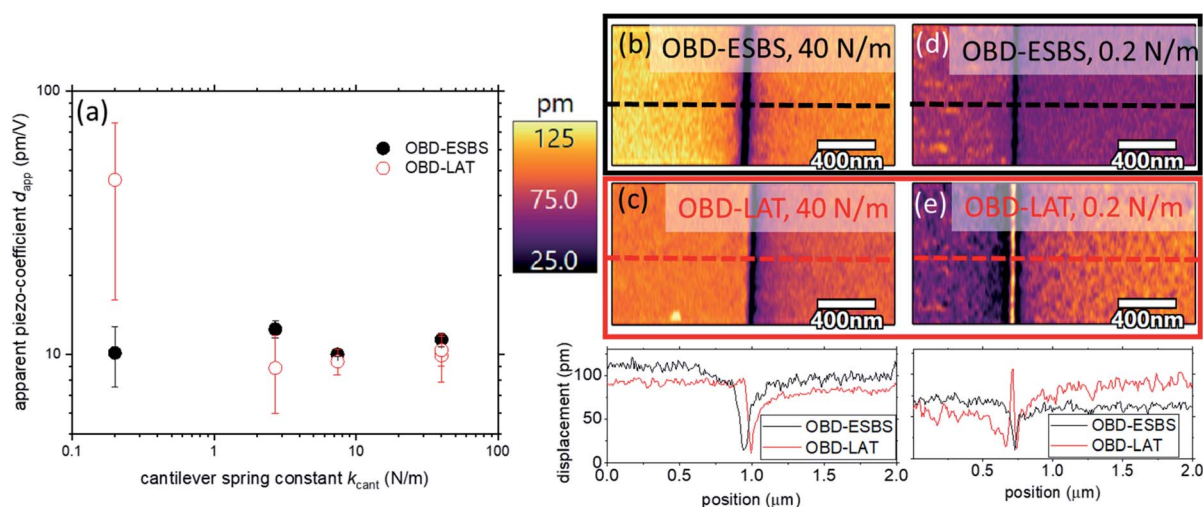 (a)
100
10
apparent piezo-coefficient dapp (pm/V)
OBD-ESBS
OBD-LAT
0.1
1
10
100
cantilever spring constant kcant (N/m)
pm
125
75.0
25.0
(b) OBD-ESBS, 40 N/m
400nm
(d) OBD-ESBS, 0.2 N/m
400nm
(c) OBD-LAT, 40 N/m
400nm
(e) OBD-LAT, 0.2 N/m
400nm
displacement (pm)
100
50
0
OBD-ESBS
OBD-LAT
0.0
0.5
1.0
1.5
2.0
position (μm)
OBD-ESBS
OBD-LAT
0.5
1.0
1.5
2.0
position (μm)